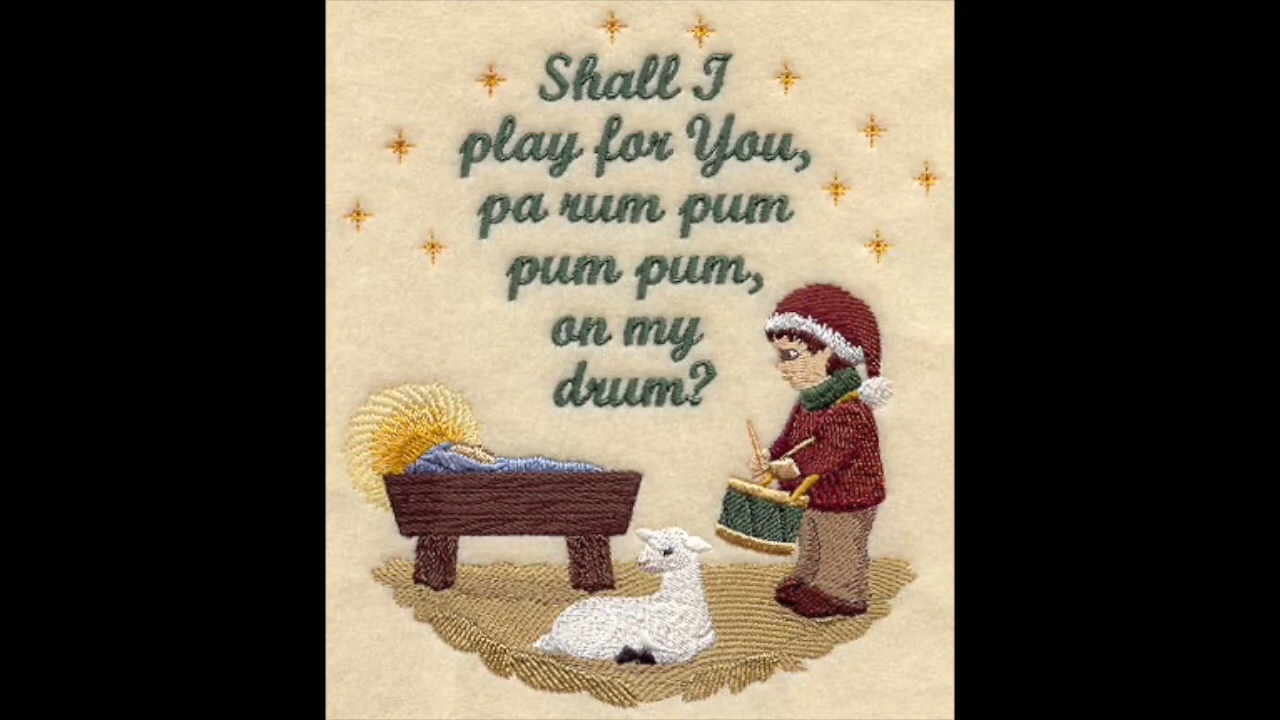 Shall I
play for You,
pa rum pum
pum pum,
on my
drum?